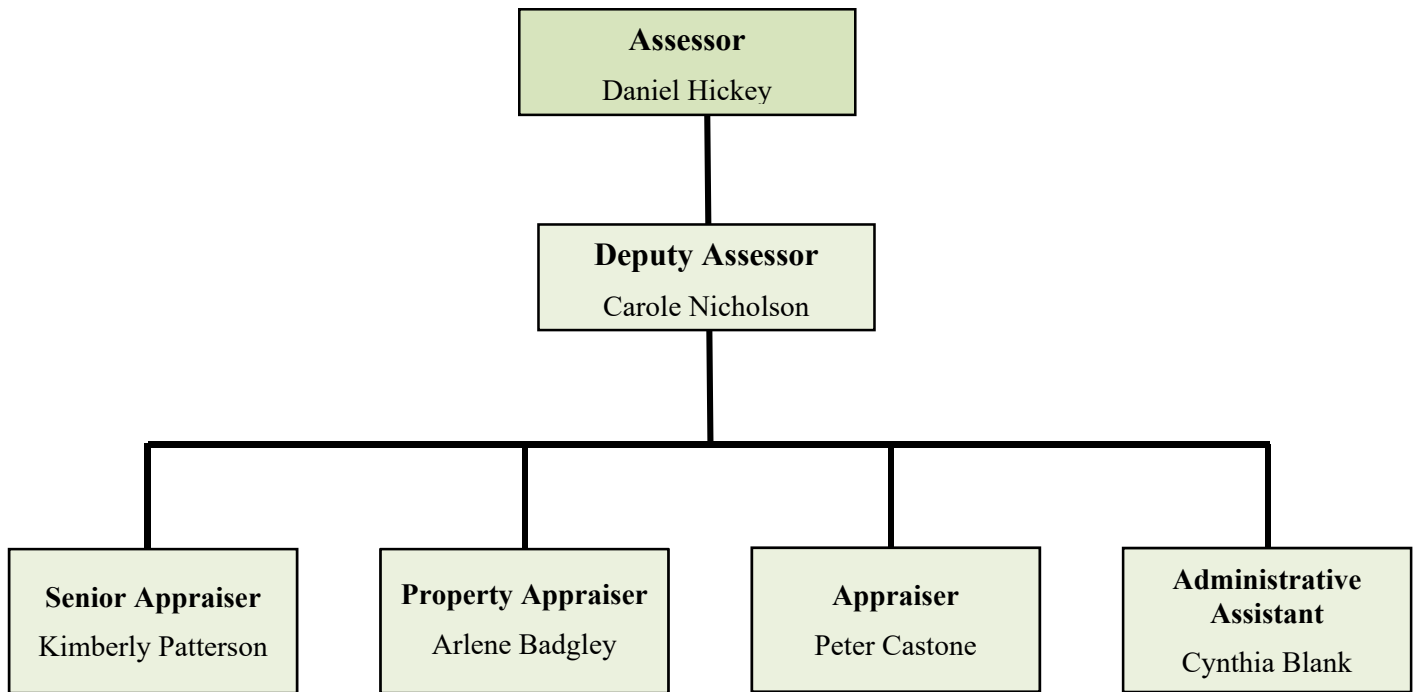 Assessor
Daniel Hickey
Deputy Assessor
Carole Nicholson
Senior Appraiser
Kimberly Patterson
Property Appraiser
Arlene Badgley
Appraiser
Peter Castone
Administrative
Assistant
Cynthia Blank